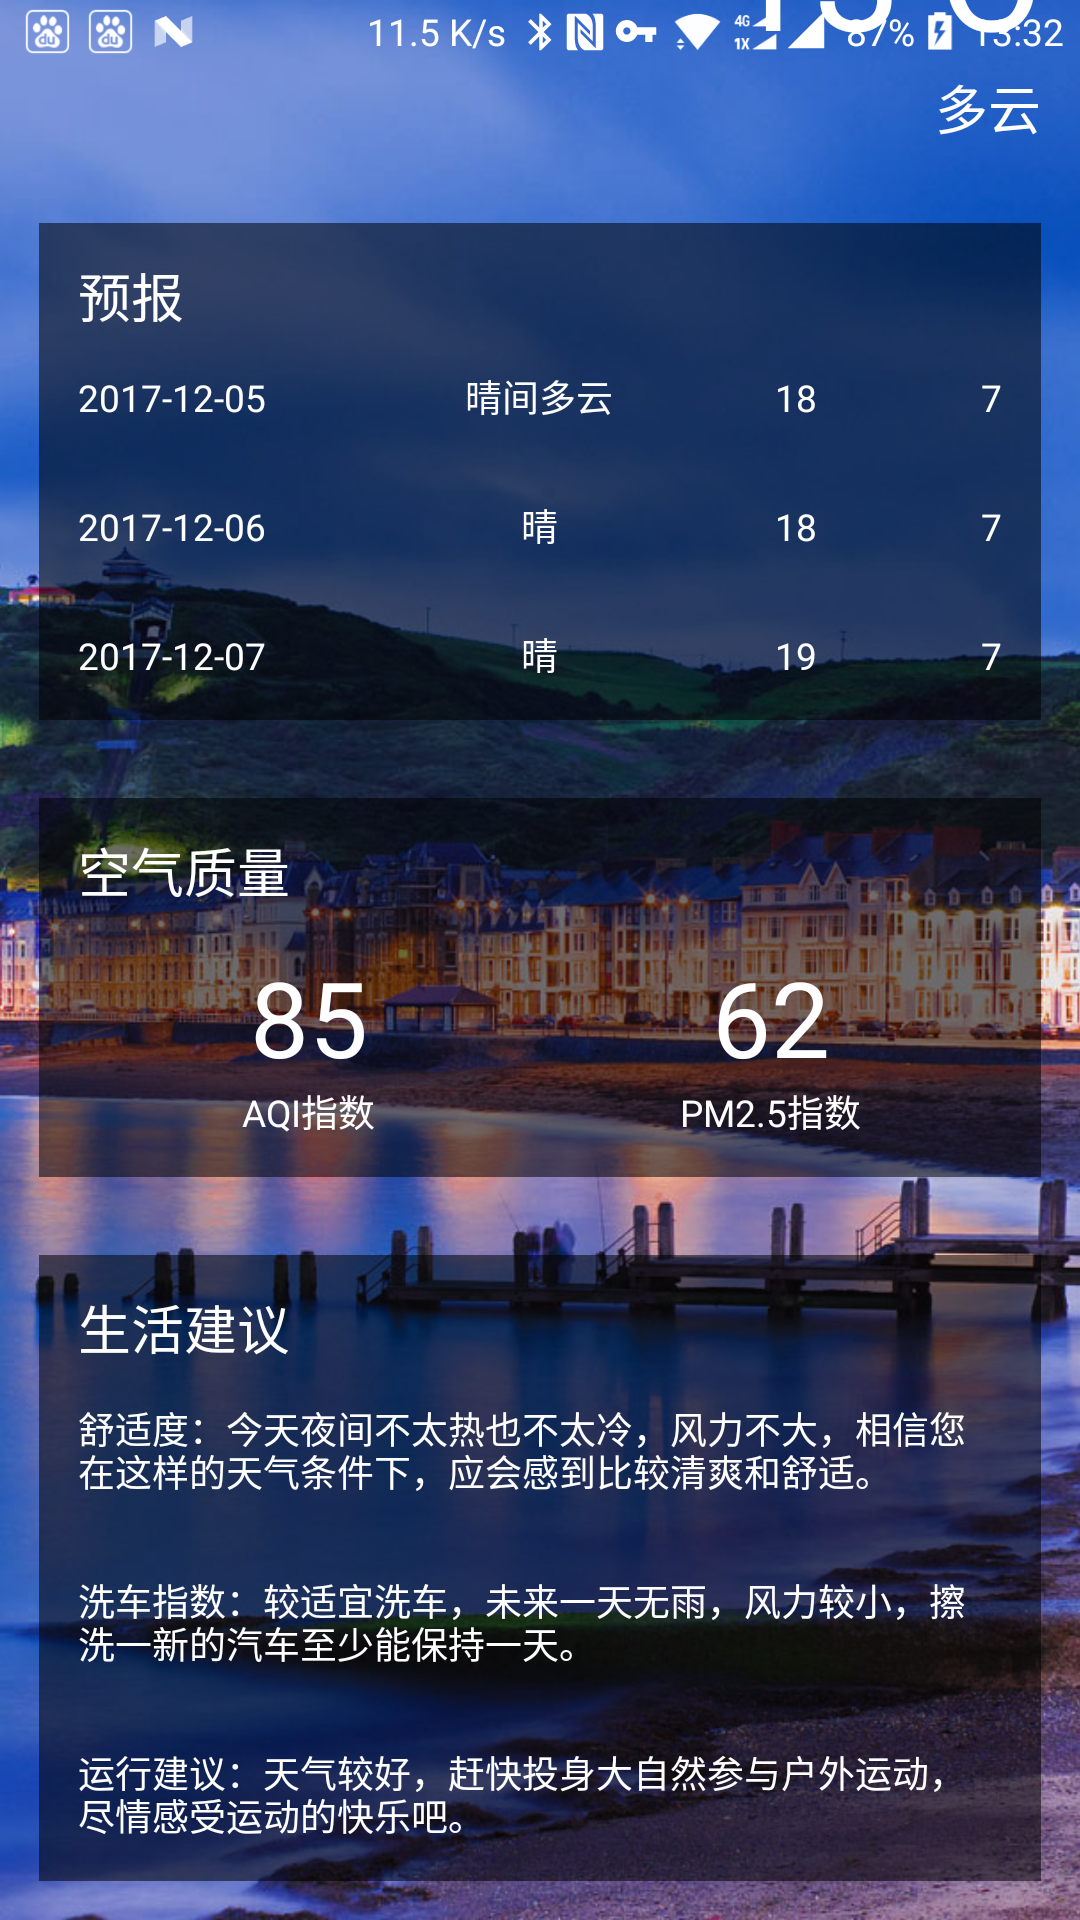 11.5 K/s 4G 1X 87% 13:32
多云
预报
2017-12-05 晴间多云 18 7
2017-12-06 晴 18 7
2017-12-07 晴 19 7
空气质量
85 62
AQI指数 PM2.5指数
生活建议
舒适度：今天夜间不太热也不太冷，风力不大，相信您
在这样的天气条件下，应会感到比较清爽和舒适。
洗车指数：较适宜洗车，未来一天无雨，风力较小，擦
洗一新的汽车至少能保持一天。
运行建议：天气较好，赶快投身大自然参与户外运动，
尽情感受运动的快乐吧。